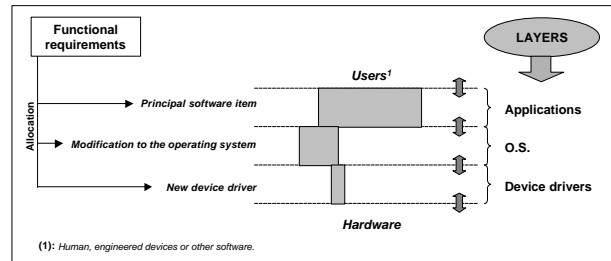 Functional
requirements
LAYERS
Users1
Allocation
Principal software item
Applications
Modification to the operating system
O.S.
New device driver
Device drivers
Hardware
(1): Human, engineered devices or other software.